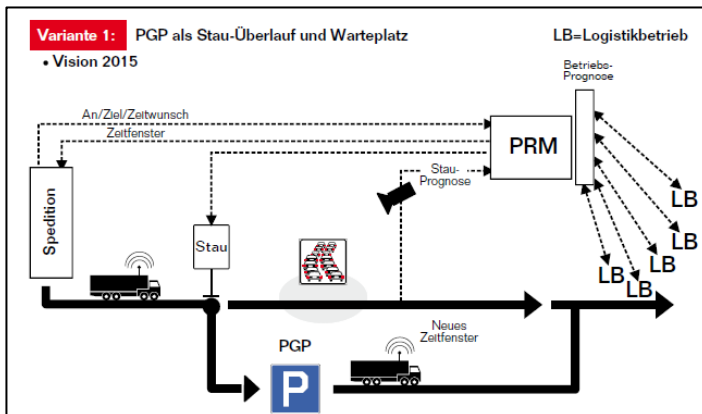 Variante 1: PGP als Stau-Überlauf und Warteplatz
LB=Logistikbetrieb
• Vision 2015
Betriebs-
Prognose
An/Ziel/Zeitwunsch
Zeitfenster
PRM
Stau-
Prognose
Spedition
Stau
LB
LB
LB
LB
LB
Neues
Zeitfenster
PGP
P